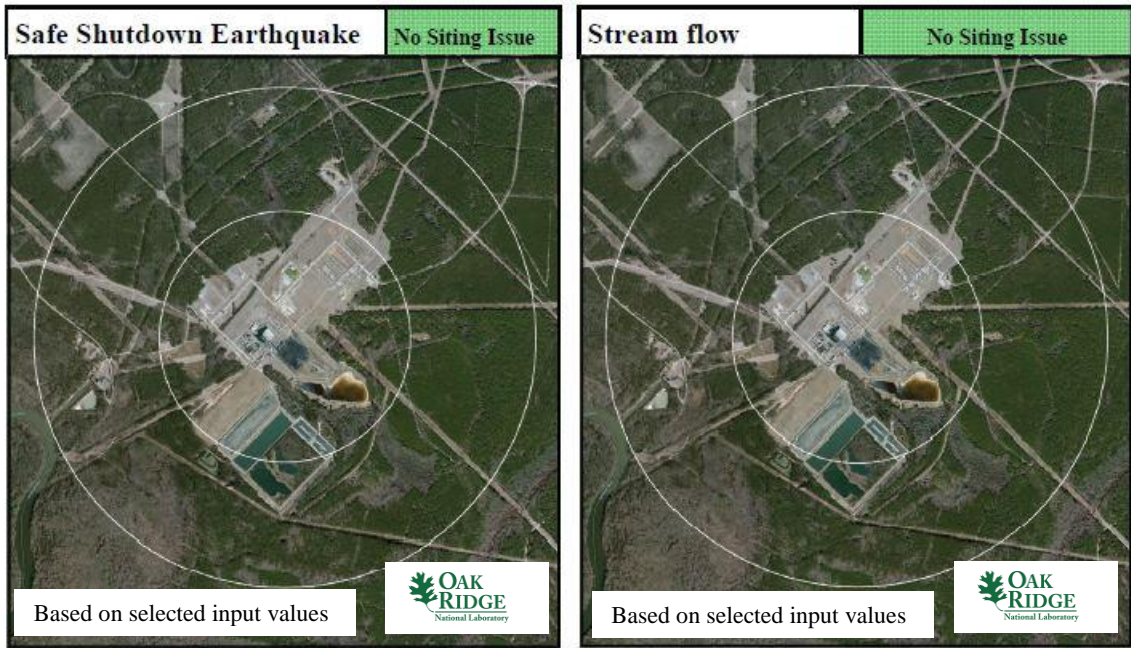 Safe Shutdown Earthquake
No Siting Issue
Based on selected input values
OAK
RIDGE
National Laboratory
Stream flow
No Siting Issue
Based on selected input values
OAK
RIDGE
National Laboratory